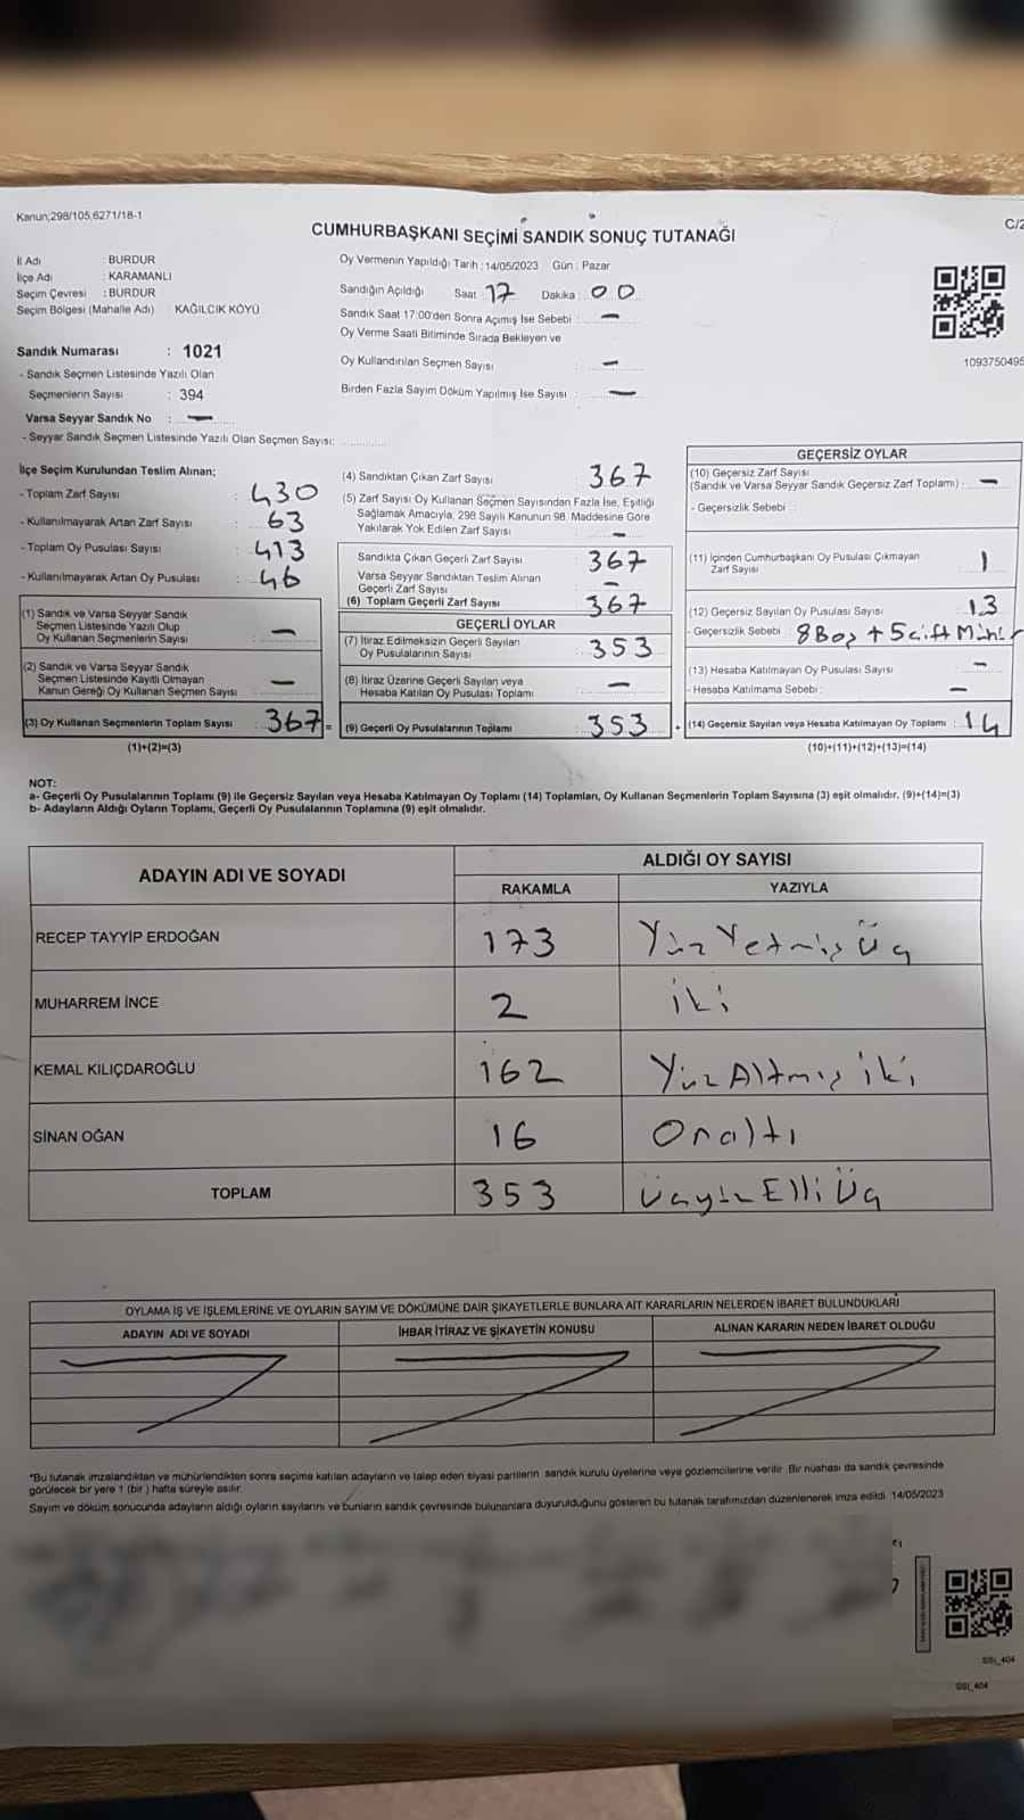 Kanun;298/105,6271/18-1
C/2
CUMHURBAŞKANI SEÇİMİ SANDIK SONUÇ TUTANAĞI
İl Adı : BURDUR
İlçe Adı : KARAMANLI
Seçim Çevresi : BURDUR
Seçim Bölgesi (Mahalle Adı) KAĞILCIK KÖYÜ
Sandık Numarası : 1021
- Sandık Seçmen Listesinde Yazılı Olan
Seçmenlerin Sayısı : 394
Varsa Seyyar Sandık No : —
- Seyyar Sandık Seçmen Listesinde Yazılı Olan Seçmen Sayısı:
Oy Vermenin Yapıldığı Tarih : 14/05/2023 Gün : Pazar
Sandığın Açıldığı Saat : 17 Dakika : 00
Sandık Saat 17:00'den Sonra Açılmış İse Sebebi : —
Oy Verme Saati Bitiminde Sırada Bekleyen ve
Oy Kullandırılan Seçmen Sayısı : —
Birden Fazla Sayım Döküm Yapılmış İse Sayısı : —
1093750495
İlçe Seçim Kurulundan Teslim Alınan;
- Toplam Zarf Sayısı : 430
- Kullanılmayarak Artan Zarf Sayısı : 63
- Toplam Oy Pusulası Sayısı : 413
- Kullanılmayarak Artan Oy Pusulası : 46
(1) Sandık ve Varsa Seyyar Sandık
Seçmen Listesinde Yazılı Olup
Oy Kullanan Seçmenlerin Sayısı —
(2) Sandık ve Varsa Seyyar Sandık
Seçmen Listesinde Kayıtlı Olmayan
Kanun Gereği Oy Kullanan Seçmen Sayısı —
(3) Oy Kullanan Seçmenlerin Toplam Sayısı : 367 =
(1)+(2)=(3)
(4) Sandıktan Çıkan Zarf Sayısı : 367
(5) Zarf Sayısı Oy Kullanan Seçmen Sayısından Fazla İse, Eşitliği
Sağlamak Amacıyla, 298 Sayılı Kanunun 98. Maddesine Göre
Yakılarak Yok Edilen Zarf Sayısı : —
Sandıkta Çıkan Geçerli Zarf Sayısı 367
Varsa Seyyar Sandıktan Teslim Alınan
Geçerli Zarf Sayısı —
(6) Toplam Geçerli Zarf Sayısı 367
GEÇERLİ OYLAR
(7) İtiraz Edilmeksizin Geçerli Sayılan
Oy Pusulalarının Sayısı 353
(8) İtiraz Üzerine Geçerli Sayılan veya
Hesaba Katılan Oy Pusulası Toplamı —
(9) Geçerli Oy Pusulalarının Toplamı : 353 +
GEÇERSİZ OYLAR
(10) Geçersiz Zarf Sayısı
(Sandık ve Varsa Seyyar Sandık Geçersiz Zarf Toplamı) : —
- Geçersizlik Sebebi :
(11) İçinden Cumhurbaşkanı Oy Pusulası Çıkmayan
Zarf Sayısı 1
(12) Geçersiz Sayılan Oy Pusulası Sayısı 13
- Geçersizlik Sebebi 8 Boş + 5 Çift
(13) Hesaba Katılmayan Oy Pusulası Sayısı —
- Hesaba Katılmama Sebebi : —
(14) Geçersiz Sayılan veya Hesaba Katılmayan Oy Toplamı : 14
(10)+(11)+(12)+(13)=(14)
NOT:
a- Geçerli Oy Pusulalarının Toplamı (9) ile Geçersiz Sayılan veya Hesaba Katılmayan Oy Toplamı (14) Toplamları, Oy Kullanan Seçmenlerin Toplam Sayısına (3) eşit olmalıdır. (9)+(14)=(3)
b- Adayların Aldığı Oyların Toplamı, Geçerli Oy Pusulalarının Toplamına (9) eşit olmalıdır.
ADAYIN ADI VE SOYADI ALDIĞI OY SAYISI
RAKAMLA YAZIYLA
RECEP TAYYİP ERDOĞAN 173 Yüz Yetmiş Üç
MUHARREM İNCE 2 iki
KEMAL KILIÇDAROĞLU 162 Yüz Altmış iki
SİNAN OĞAN 16 Onaltı
TOPLAM 353 ÜçYüz Elli Üç
OYLAMA İŞ VE İŞLEMLERİNE VE OYLARIN SAYIM VE DÖKÜMÜNE DAİR ŞİKAYETLERLE BUNLARA AİT KARARLARIN NELERDEN İBARET BULUNDUKLARI
ADAYIN ADI VE SOYADI İHBAR İTİRAZ VE ŞİKAYETİN KONUSU ALINAN KARARIN NEDEN İBARET OLDUĞU
*Bu tutanak imzalandıktan ve mühürlendikten sonra seçime katılan adayların ve talep eden siyasi partilerin sandık kurulu üyelerine veya gözlemcilerine verilir. Bir nüshası da sandık çevresinde
görülecek bir yere 1 (bir) hafta süreyle asılır.
Sayım ve döküm sonucunda adayların aldığı oyların sayılarını ve bunların sandık çevresinde bulunanlara duyurulduğunu gösteren bu tutanak tarafımızdan düzenlenerek imza edildi. 14/05/2023
SSI_404
SSI_404